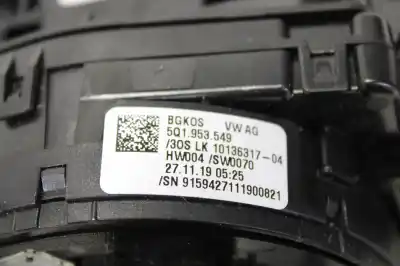 BGKOS VW AG
5Q1.953.549
/30S LK 10136317-04
HW004 /SW0070
27.11.19 05:25
/SN 9159427111900821